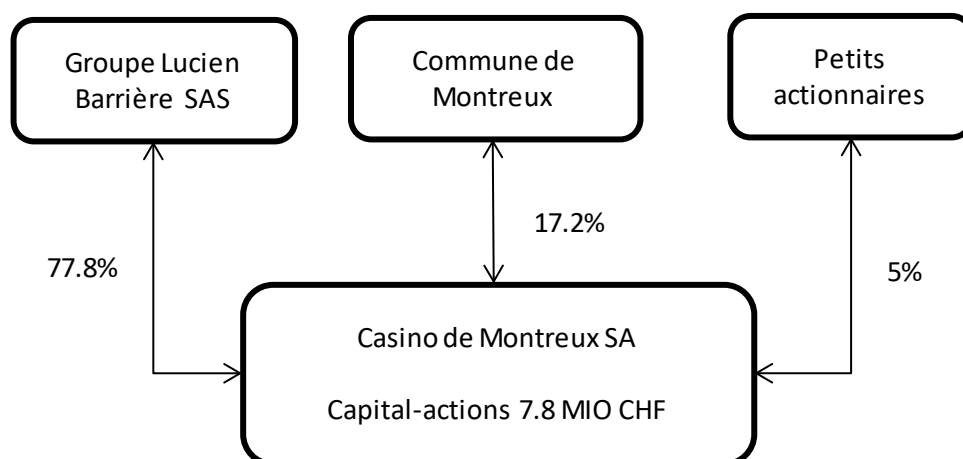 Groupe Lucien
Barrière SAS
Commune de
Montreux
Petits
actionnaires
77.8%
17.2%
5%
Casino de Montreux SA
Capital-actions 7.8 MIO CHF